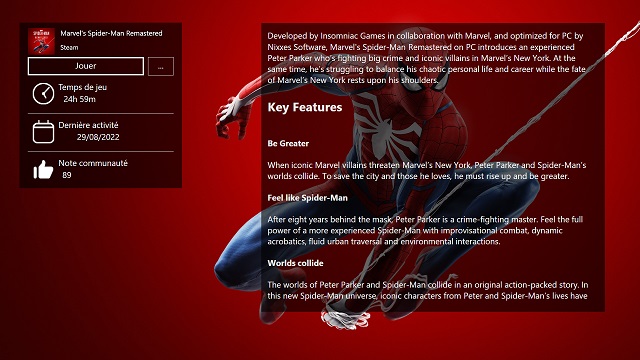 Marvel's Spider-Man Remastered
Steam
Jouer
...
Temps de jeu
24h 59m
Dernière activité
29/08/2022
Note communauté
89
Developed by Insomniac Games in collaboration with Marvel, and optimized for PC by
Nixxes Software, Marvel's Spider-Man Remastered on PC introduces an experienced
Peter Parker who's fighting big crime and iconic villains in Marvel's New York. At the
same time, he's struggling to balance his chaotic personal life and career while the fate
of Marvel's New York rests upon his shoulders.
Key Features
Be Greater
When iconic Marvel villains threaten Marvel's New York, Peter Parker and Spider-Man's
worlds collide. To save the city and those he loves, he must rise up and be greater.
Feel like Spider-Man
After eight years behind the mask, Peter Parker is a crime-fighting master. Feel the full
power of a more experienced Spider-Man with improvisational combat, dynamic
acrobatics, fluid urban traversal and environmental interactions.
Worlds collide
The worlds of Peter Parker and Spider-Man collide in an original action-packed story. In
this new Spider-Man universe, iconic characters from Peter and Spider-Man's lives have